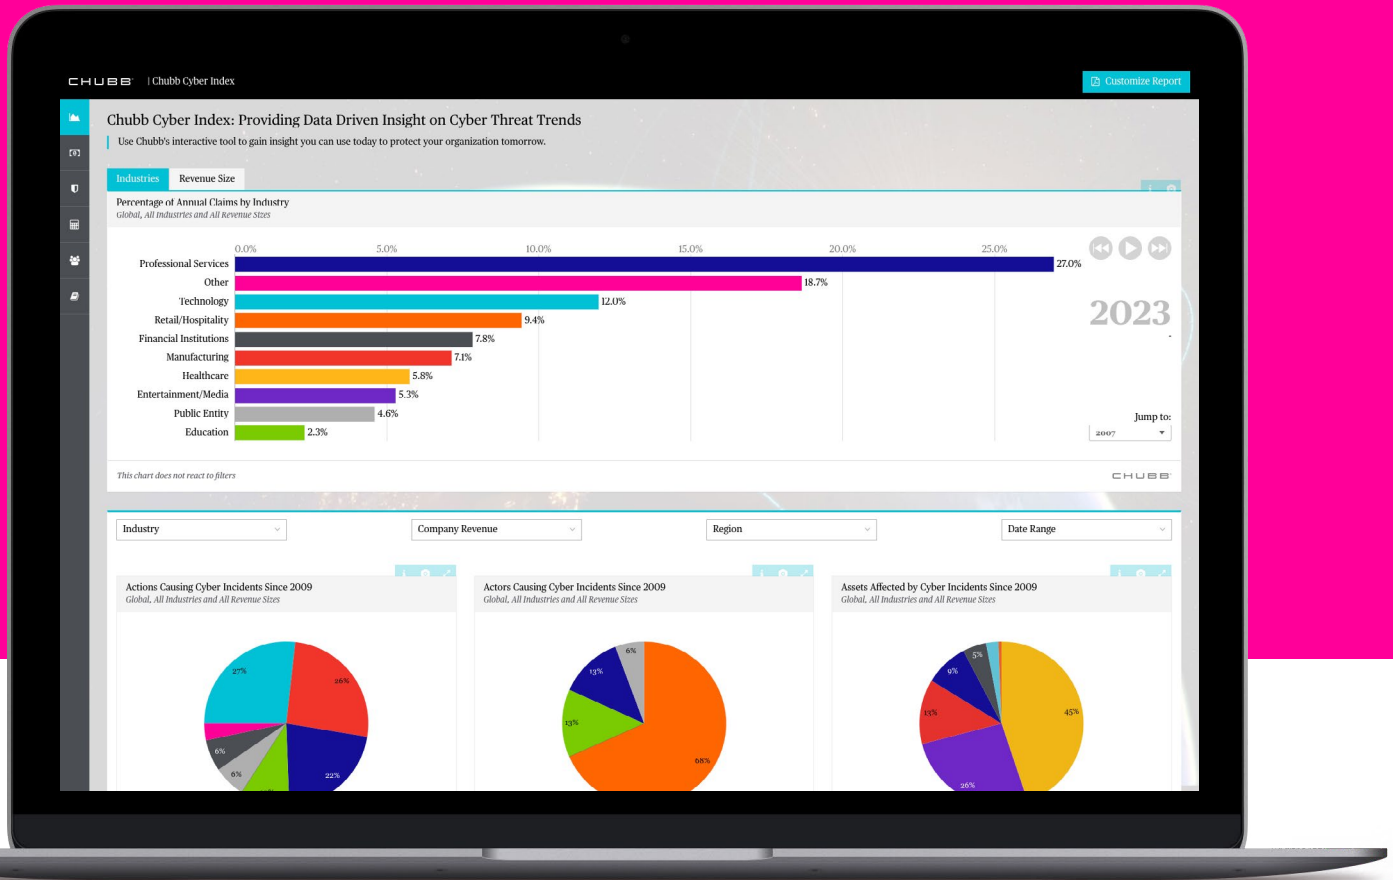 CHUBB | Chubb Cyber Index
Customize Report
Chubb Cyber Index: Providing Data Driven Insight on Cyber Threat Trends
Use Chubb's interactive tool to gain insight you can use today to protect your organization tomorrow.
Industries Revenue Size
Percentage of Annual Claims by Industry
Global, All Industries and All Revenue Sizes
0.0% 5.0% 10.0% 15.0% 20.0% 25.0%
Professional Services 27.0%
Other 18.7%
Technology 12.0%
Retail/Hospitality 9.4%
Financial Institutions 7.8%
Manufacturing 7.1%
Healthcare 5.8%
Entertainment/Media 5.3%
Public Entity 4.6%
Education 2.3%
2023
Jump to:
2007
This chart does not react to filters
CHUBB
Industry
Company Revenue
Region
Date Range
Actions Causing Cyber Incidents Since 2009
Global, All Industries and All Revenue Sizes
27%
26%
6%
6%
22%
Actors Causing Cyber Incidents Since 2009
Global, All Industries and All Revenue Sizes
6%
13%
13%
68%
Assets Affected by Cyber Incidents Since 2009
Global, All Industries and All Revenue Sizes
5%
9%
13%
45%
26%